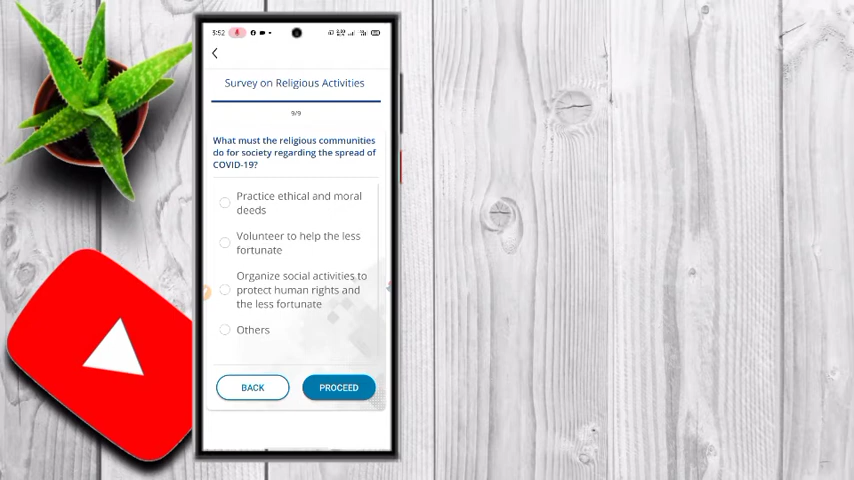 3:52
Survey on Religious Activities
9/9
What must the religious communities
do for society regarding the spread of
COVID-19?
Practice ethical and moral
deeds
Volunteer to help the less
fortunate
Organize social activities to
protect human rights and
the less fortunate
Others
BACK
PROCEED